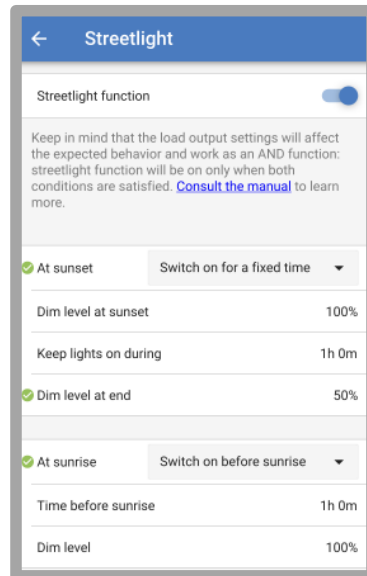 Streetlight
Streetlight function
Keep in mind that the load output settings will affect
the expected behavior and work as an AND function:
streetlight function will be on only when both
conditions are satisfied. Consult the manual to learn
more.
At sunset Switch on for a fixed time
Dim level at sunset 100%
Keep lights on during 1h 0m
Dim level at end 50%
At sunrise Switch on before sunrise
Time before sunrise 1h 0m
Dim level 100%